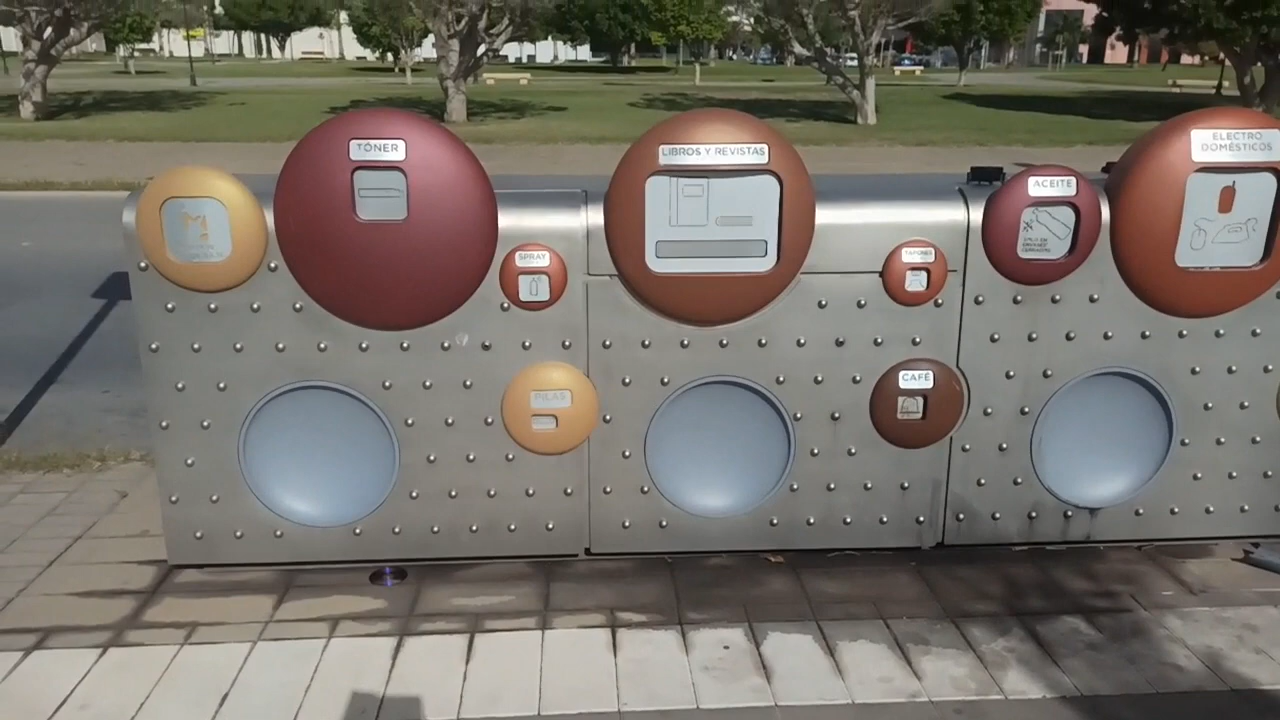 TÓNER
LIBROS Y REVISTAS
ELECTRO
DOMÉSTICOS
ACEITE
SPRAY
TAPONES
PILAS
CAFÉ